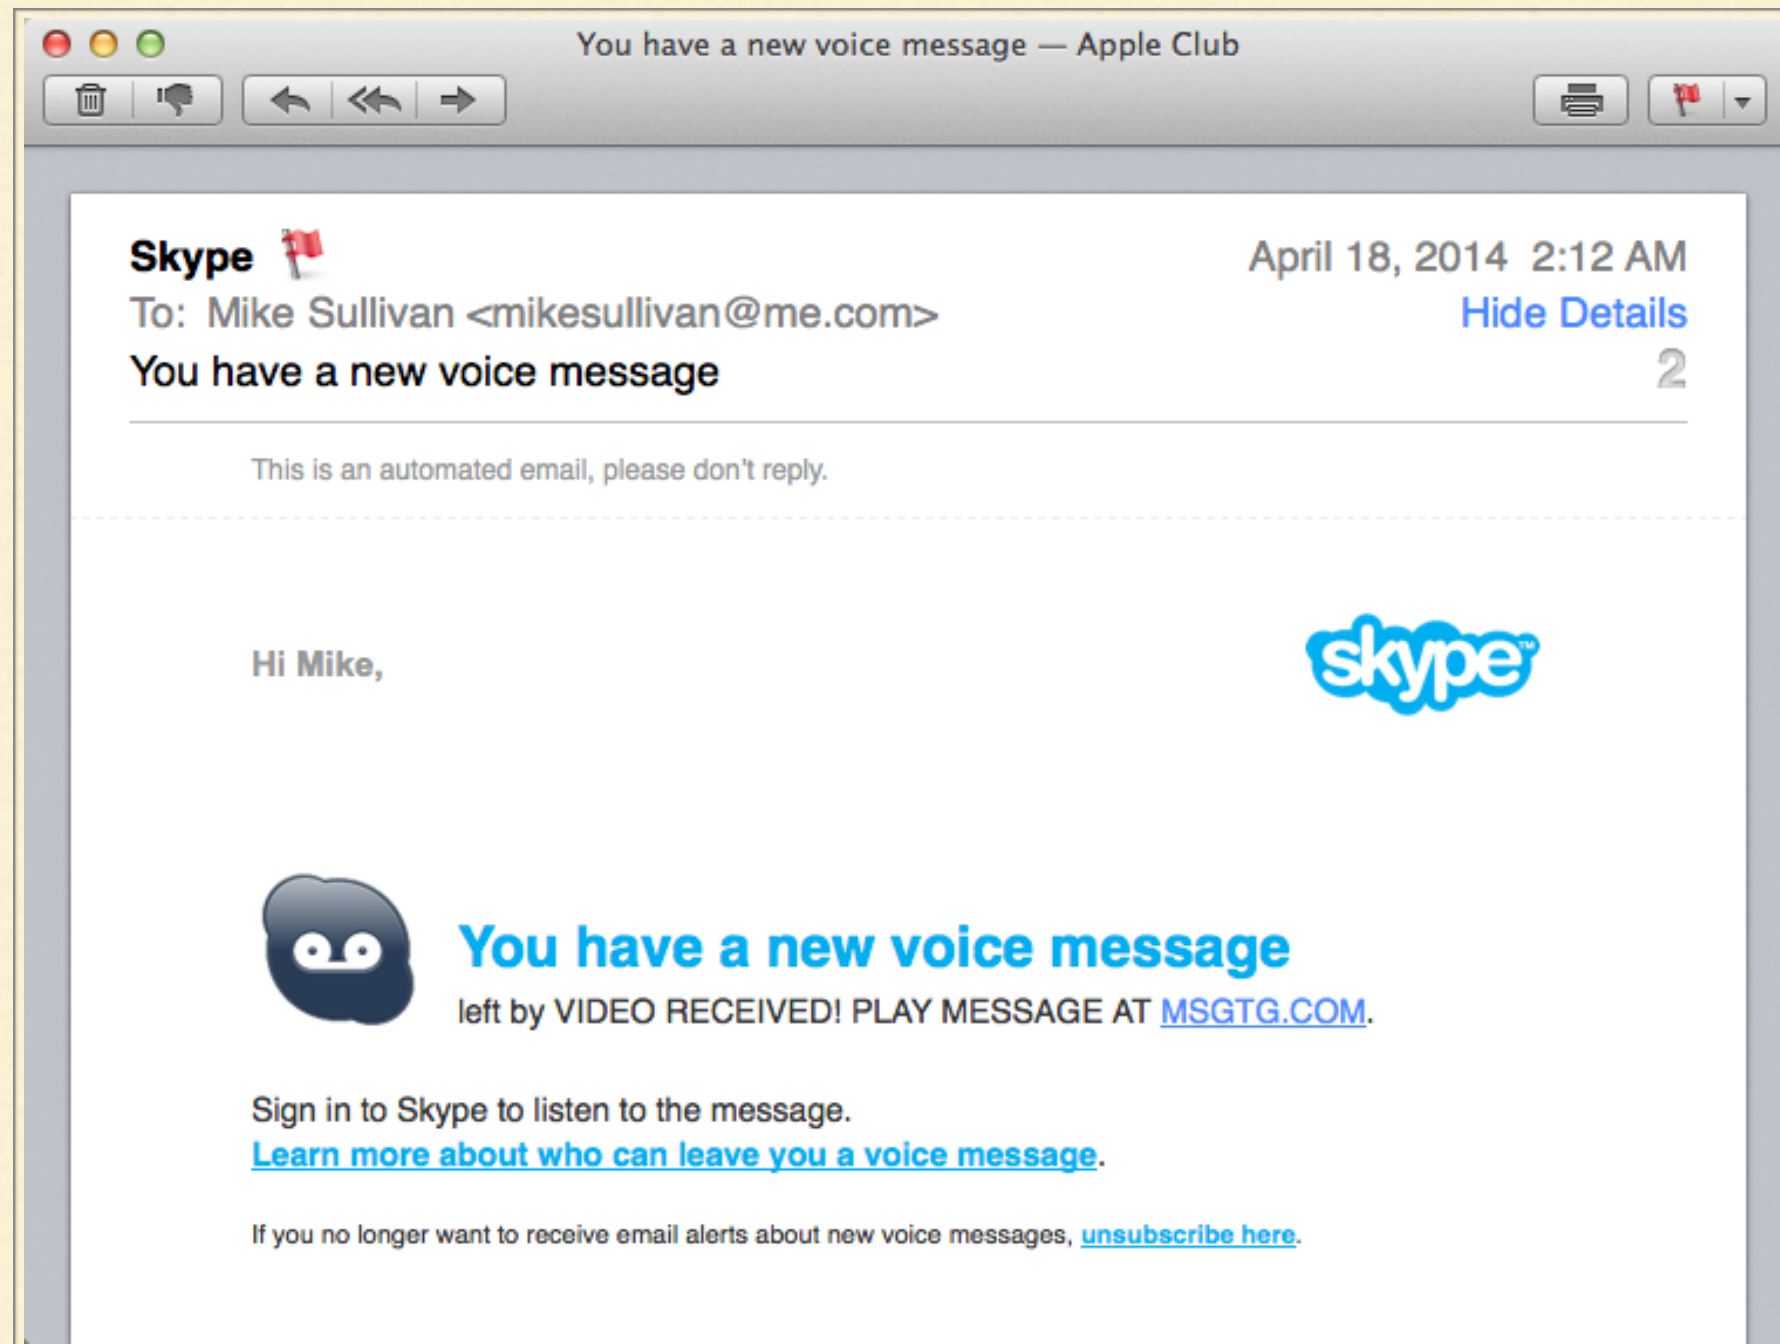 You have a new voice message — Apple Club
Skype
April 18, 2014 2:12 AM
To: Mike Sullivan <mikesullivan@me.com>
Hide Details
You have a new voice message
2
This is an automated email, please don't reply.
Hi Mike,
skype™
You have a new voice message
left by VIDEO RECEIVED! PLAY MESSAGE AT MSGTG.COM.
Sign in to Skype to listen to the message.
Learn more about who can leave you a voice message.
If you no longer want to receive email alerts about new voice messages, unsubscribe here.